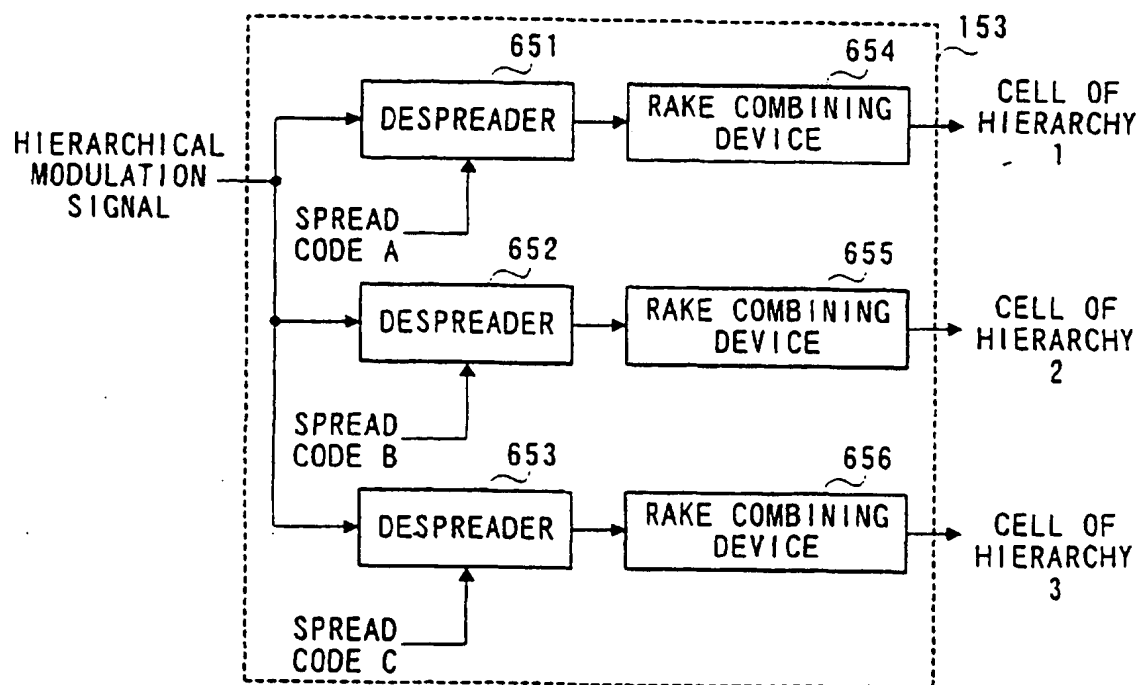 153
651
654
DESPREADER
RAKE COMBINING
DEVICE
CELL OF
HIERARCHY
1
HIERARCHICAL
MODULATION
SIGNAL
SPREAD
CODE A
652
655
DESPREADER
RAKE COMBINING
DEVICE
CELL OF
HIERARCHY
2
SPREAD
CODE B
653
656
DESPREADER
RAKE COMBINING
DEVICE
CELL OF
HIERARCHY
3
SPREAD
CODE C